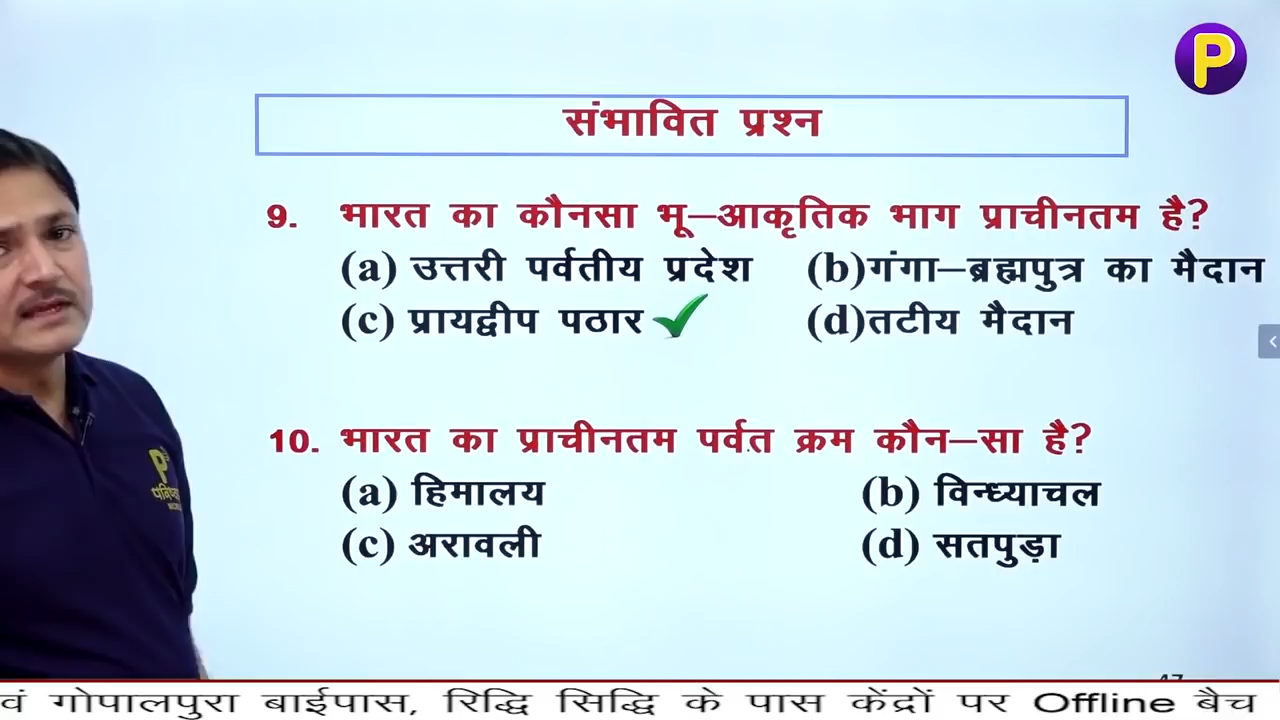 P
संभावित प्रश्न
9. भारत का कौनसा भू–आकृतिक भाग प्राचीनतम है?
(a) उत्तरी पर्वतीय प्रदेश (b)गंगा–ब्रह्मपुत्र का मैदान
(c) प्रायद्वीप पठार (d)तटीय मैदान
10. भारत का प्राचीनतम पर्वत क्रम कौन–सा है?
(a) हिमालय (b) विन्ध्याचल
(c) अरावली (d) सतपुड़ा
वं गोपालपुरा बाईपास, रिद्धि सिद्धि के पास केंद्रों पर Offline बैच